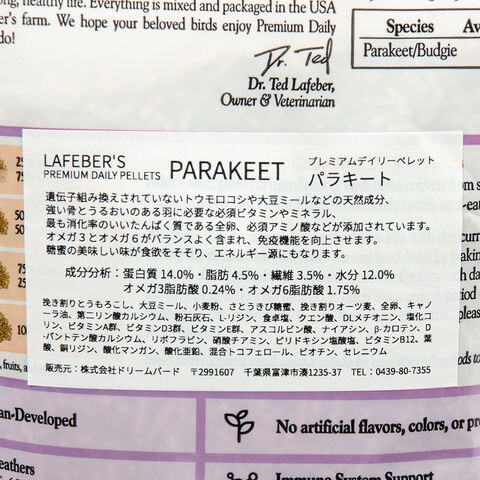 ng, healthy life. Everything is mixed and packaged in the USA
er's farm. We hope your beloved birds enjoy Premium Daily
do!
Species Av
Parakeet/Budgie
Dr. Ted
Dr. Ted Lafeber,
Owner & Veterinarian
LAFEBER'S
PREMIUM DAILY PELLETS
PARAKEET
プレミアムデイリーペレット
パラキート
遺伝子組み換えされていないトウモロコシや大豆ミールなどの天然成分、
強い骨とうるおいのある羽に必要な必須ビタミンやミネラル、
最も消化率のいいたんぱく質である全卵、必須アミノ酸などが添加されています。
オメガ3とオメガ6がバランスよく含まれ、免疫機能を向上させます。
糖蜜の美味しい味が食欲をそそり、エネルギー源にもなります。
成分分析：蛋白質 14.0%・脂肪 4.5%・繊維 3.5%・水分 12.0%
オメガ3脂肪酸 0.24%・オメガ6脂肪酸 1.75%
挽き割りとうもろこし、大豆ミール、小麦粉、さとうきび糖蜜、挽き割りオーツ麦、全卵、キャノ
ーラ油、第二リン酸カルシウム、粉石灰石、L-リジン、食卓塩、クエン酸、DLメチオニン、塩化コ
リン、ビタミンA群、ビタミンD3群、ビタミンE群、アスコルビン酸、ナイアシン、β-カロテン、D
-パントテン酸カルシウム、リボフラビン、硝酸チアミン、ピリドキシン塩酸塩、ビタミンB12、葉
酸、銅リジン、酸化マンガン、酸化亜鉛、混合トコフェロール、ビオチン、セレニウム
販売元：株式会社ドリームバード 〒2991607 千葉県富津市湊1235-37 TEL：0439-80-7355
an-Developed
No artificial flavors, colors, or pre
eathers
Immune System Support